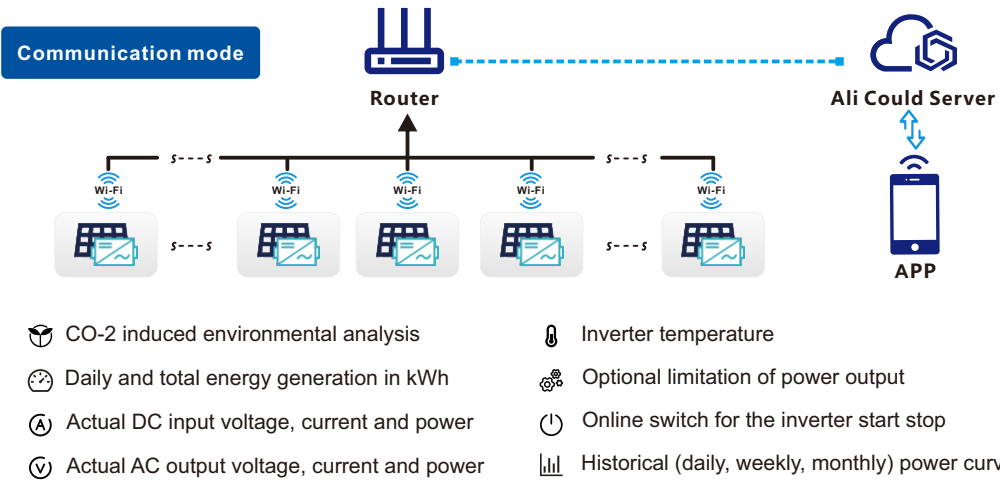 Communication mode
Router
Ali Could Server
Wi-Fi
Wi-Fi
Wi-Fi
Wi-Fi
Wi-Fi
APP
CO-2 induced environmental analysis
Daily and total energy generation in kWh
Actual DC input voltage, current and power
Actual AC output voltage, current and power
Inverter temperature
Optional limitation of power output
Online switch for the inverter start stop
Historical (daily, weekly, monthly) power curv